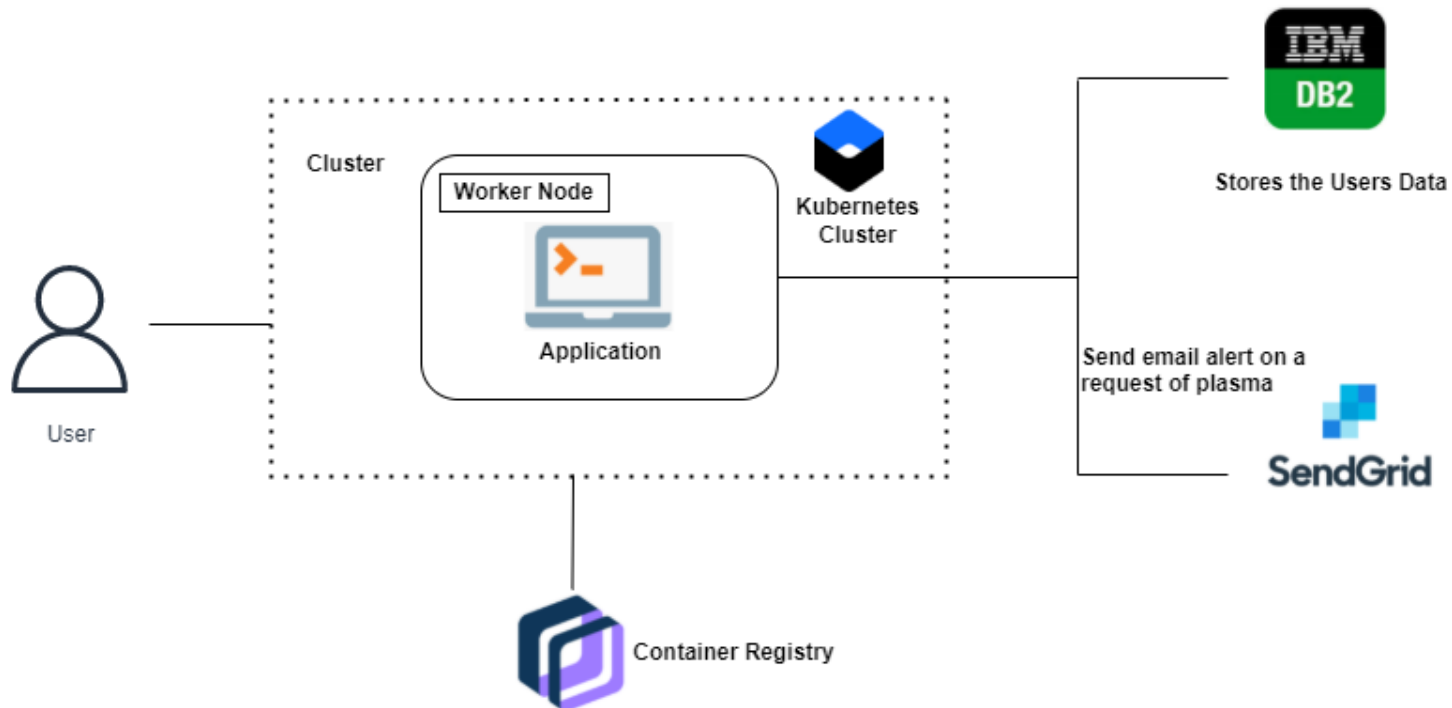 IBM
DB2
Stores the Users Data
Cluster
Worker Node
Kubernetes
Cluster
Application
User
Send email alert on a
request of plasma
SendGrid
Container Registry